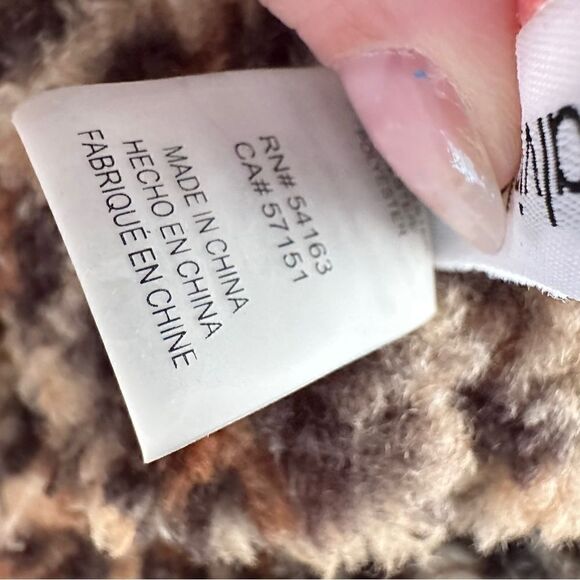 RN# 54163
CA# 57151
MADE IN CHINA
HECHO EN CHINA
FABRIQUÉ EN CHINE